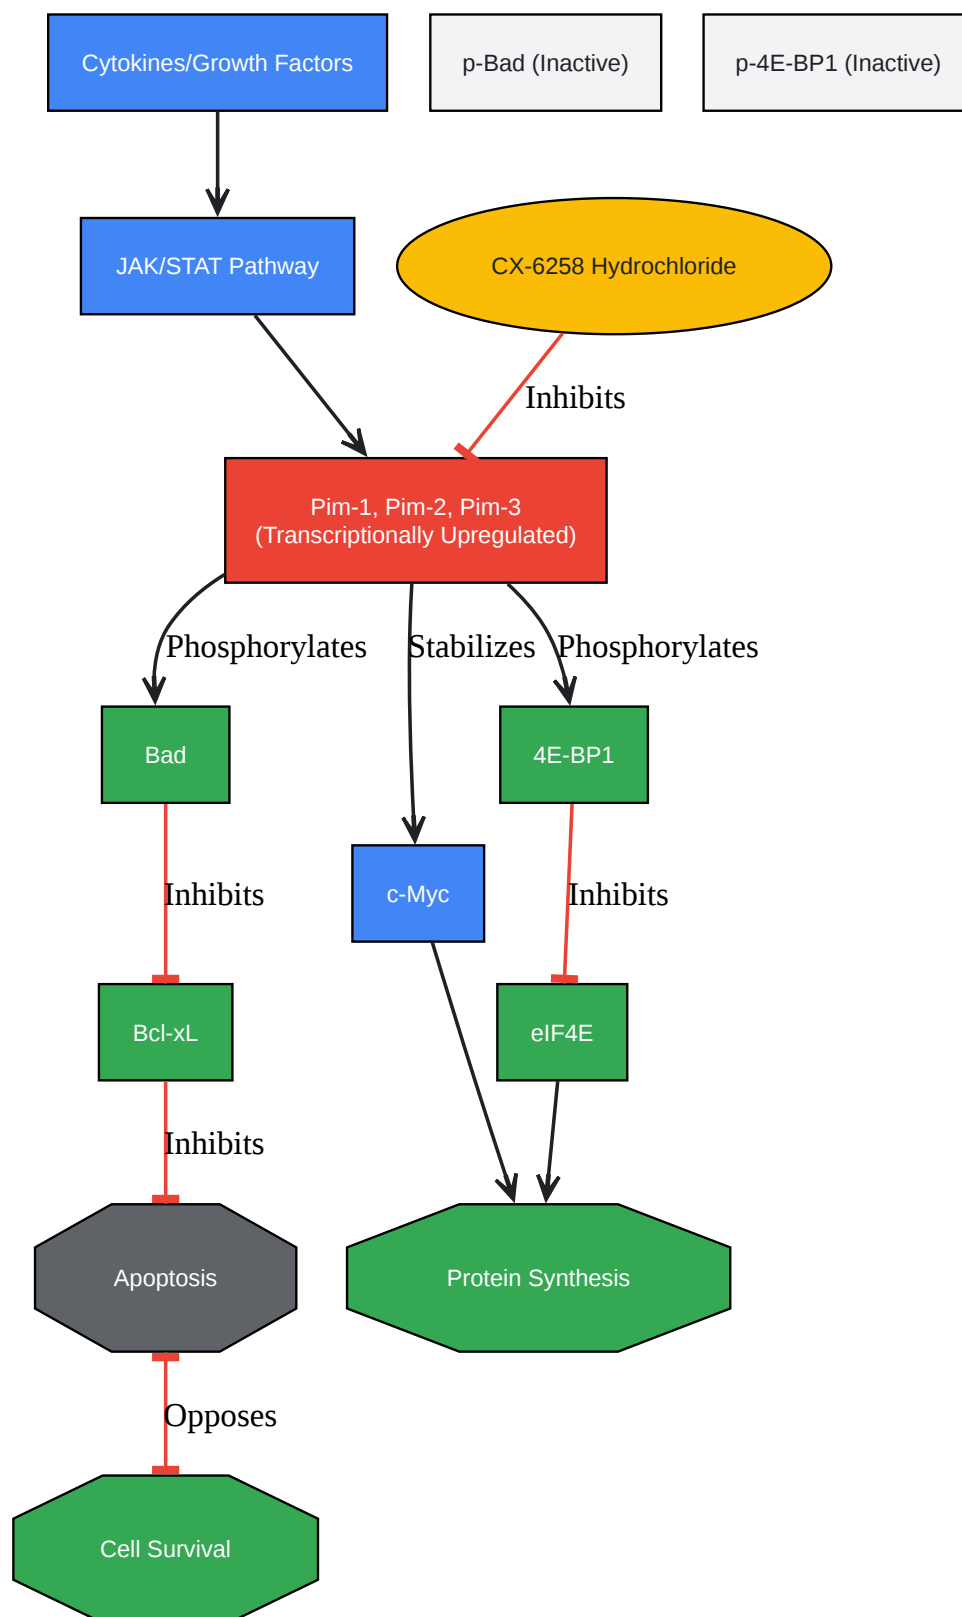 Cytokines/Growth Factors
p-Bad (Inactive)
p-4E-BP1 (Inactive)
JAK/STAT Pathway
CX-6258 Hydrochloride
Inhibits
Pim-1, Pim-2, Pim-3
(Transcriptionally Upregulated)
Phosphorylates
Stabilizes
Phosphorylates
Bad
4E-BP1
Inhibits
c-Myc
Inhibits
Bcl-xL
eIF4E
Inhibits
Apoptosis
Protein Synthesis
Opposes
Cell Survival